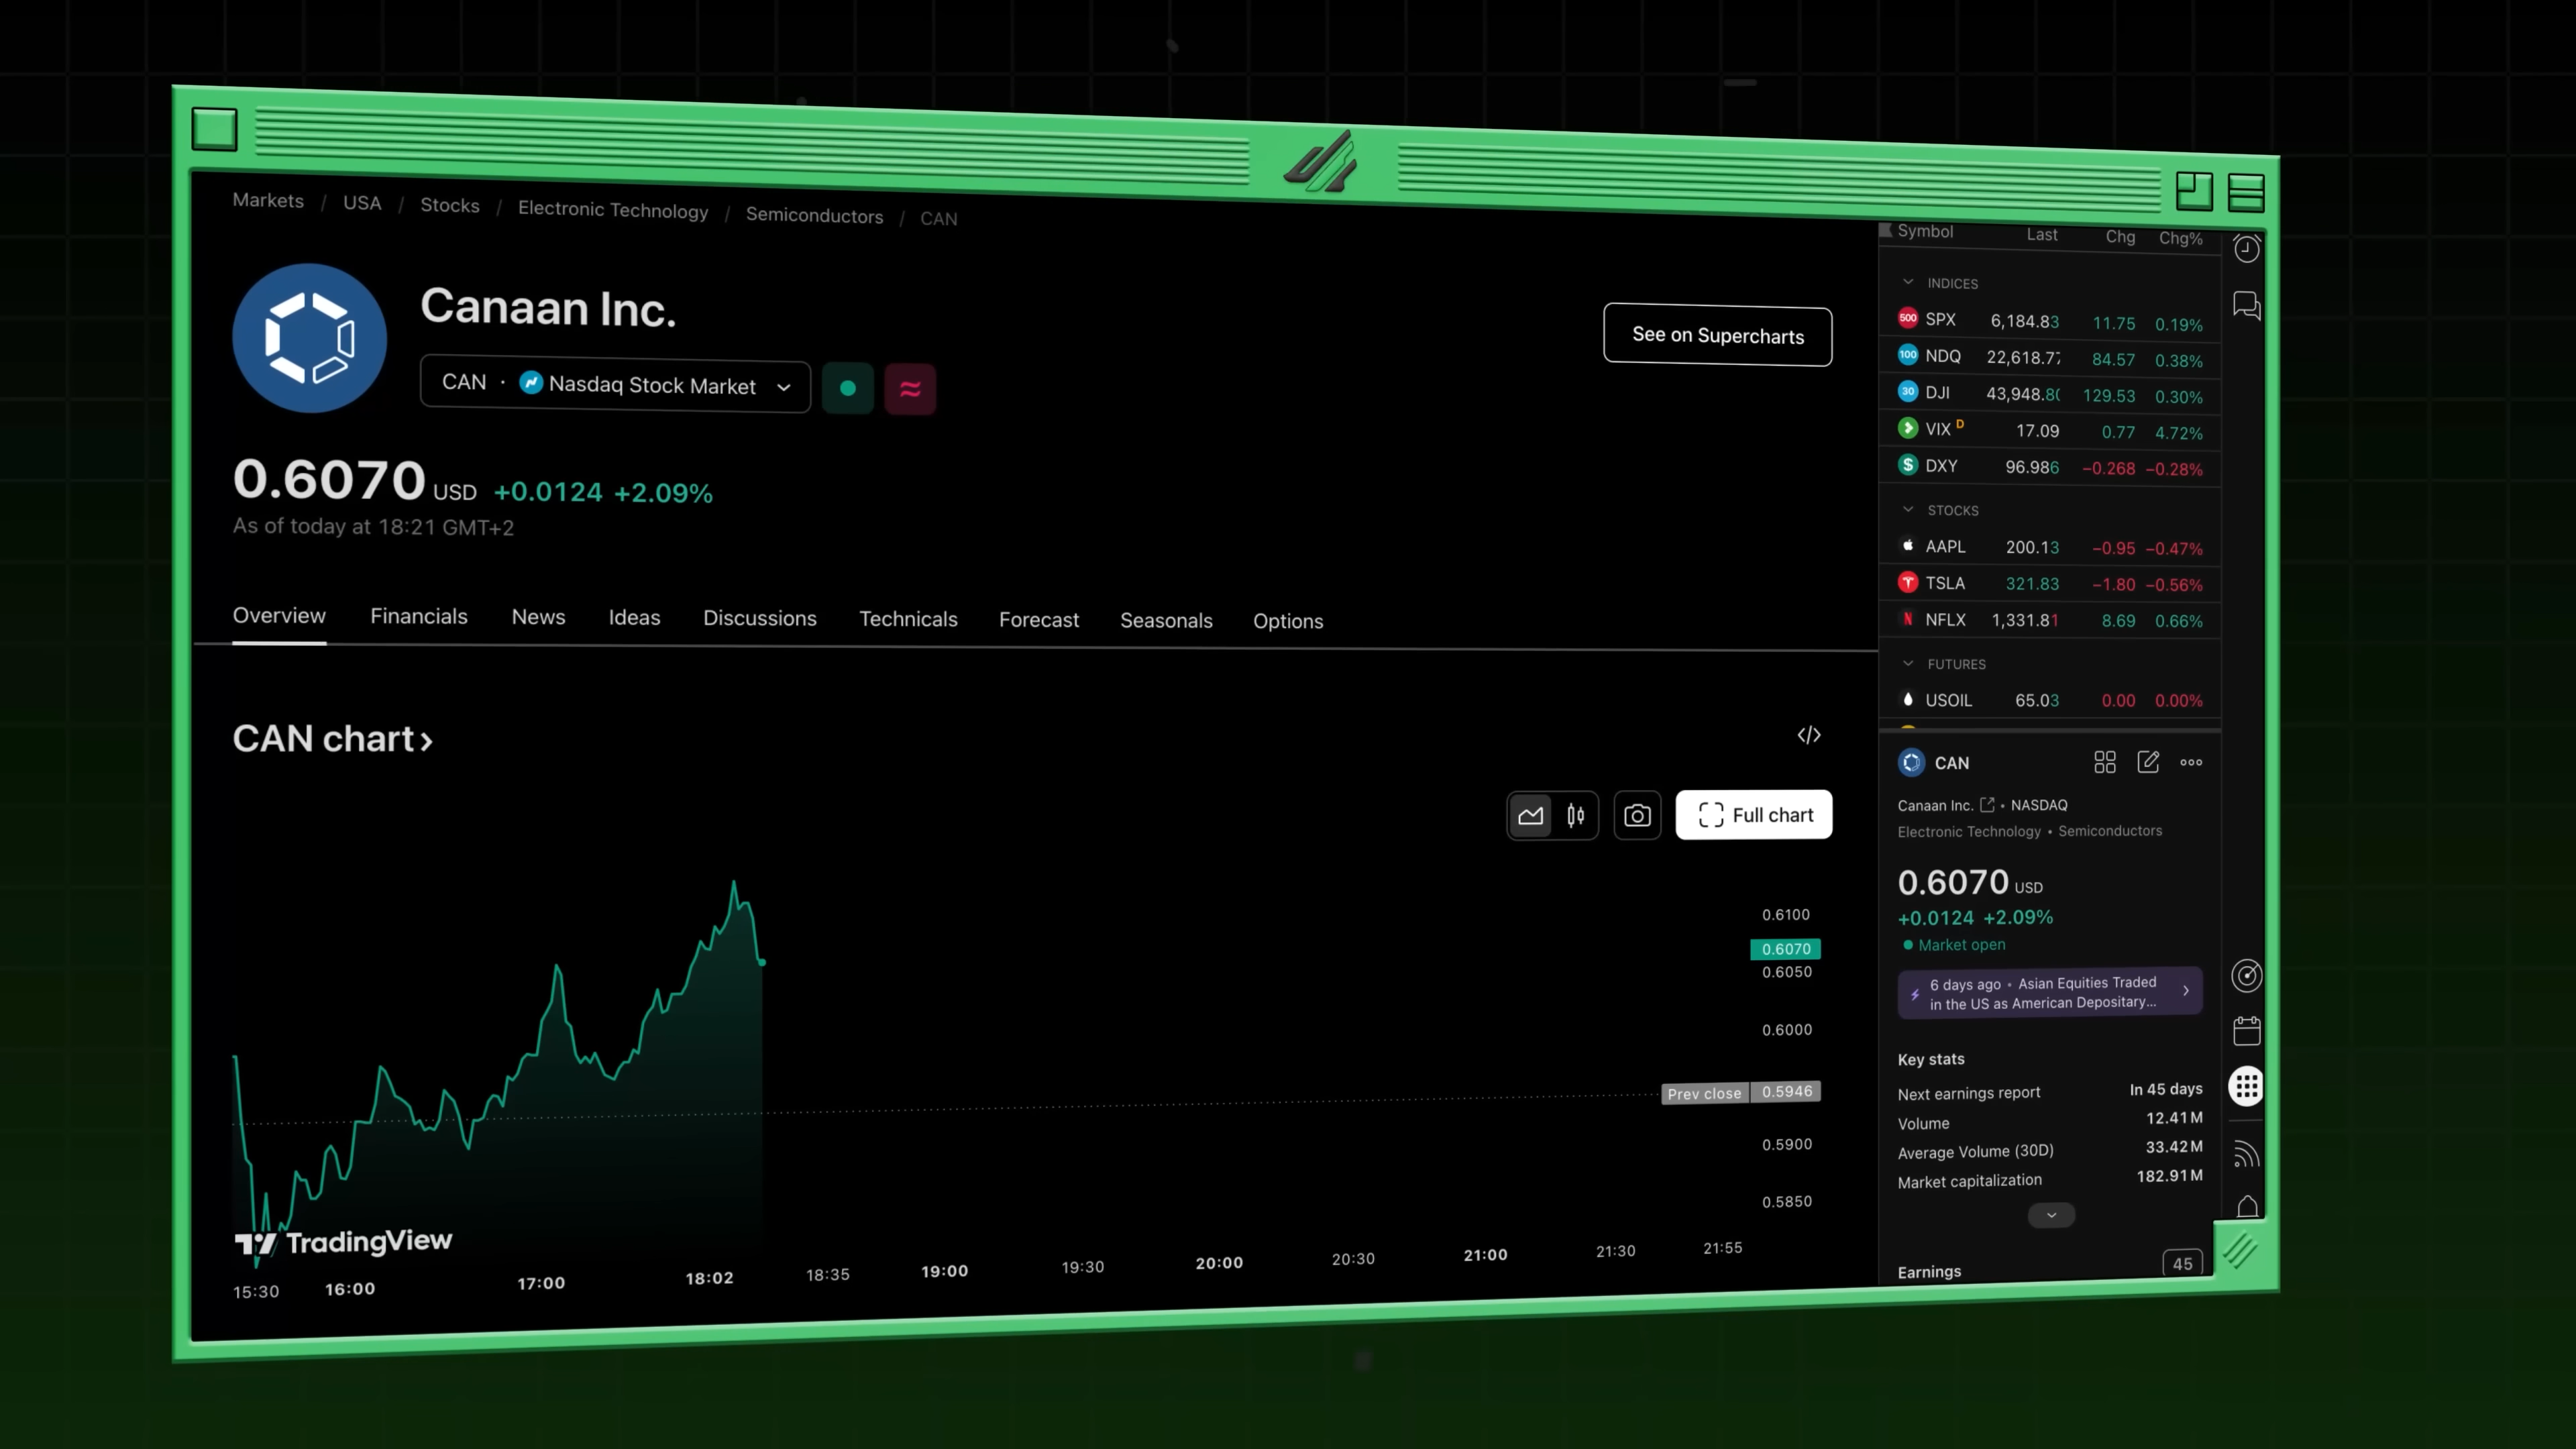 Markets / USA / Stocks / Electronic Technology / Semiconductors / CAN
Canaan Inc.
CAN · Nasdaq Stock Market
See on Supercharts
0.6070 USD +0.0124 +2.09%
As of today at 18:21 GMT+2
Overview Financials News Ideas Discussions Technicals Forecast Seasonals Options
CAN chart ›
</>
Full chart
0.6100
0.6070
0.6050
0.6000
Prev close 0.5946
0.5900
0.5850
TradingView
15:30 16:00 17:00 18:02 18:35 19:00 19:30 20:00 20:30 21:00 21:30 21:55
Symbol Last Chg Chg%
INDICES
500 SPX 6,184.83 11.75 0.19%
100 NDQ 22,618.77 84.57 0.38%
30 DJI 43,948.80 129.53 0.30%
VIX D 17.09 0.77 4.72%
$ DXY 96.986 −0.268 −0.28%
STOCKS
AAPL 200.13 −0.95 −0.47%
TSLA 321.83 −1.80 −0.56%
NFLX 1,331.81 8.69 0.66%
FUTURES
USOIL 65.03 0.00 0.00%
CAN
Canaan Inc. • NASDAQ
Electronic Technology • Semiconductors
0.6070 USD
+0.0124 +2.09%
Market open
6 days ago • Asian Equities Traded
in the US as American Depositary...
Key stats
Next earnings report In 45 days
Volume 12.41 M
Average Volume (30D) 33.42 M
Market capitalization 182.91 M
Earnings 45